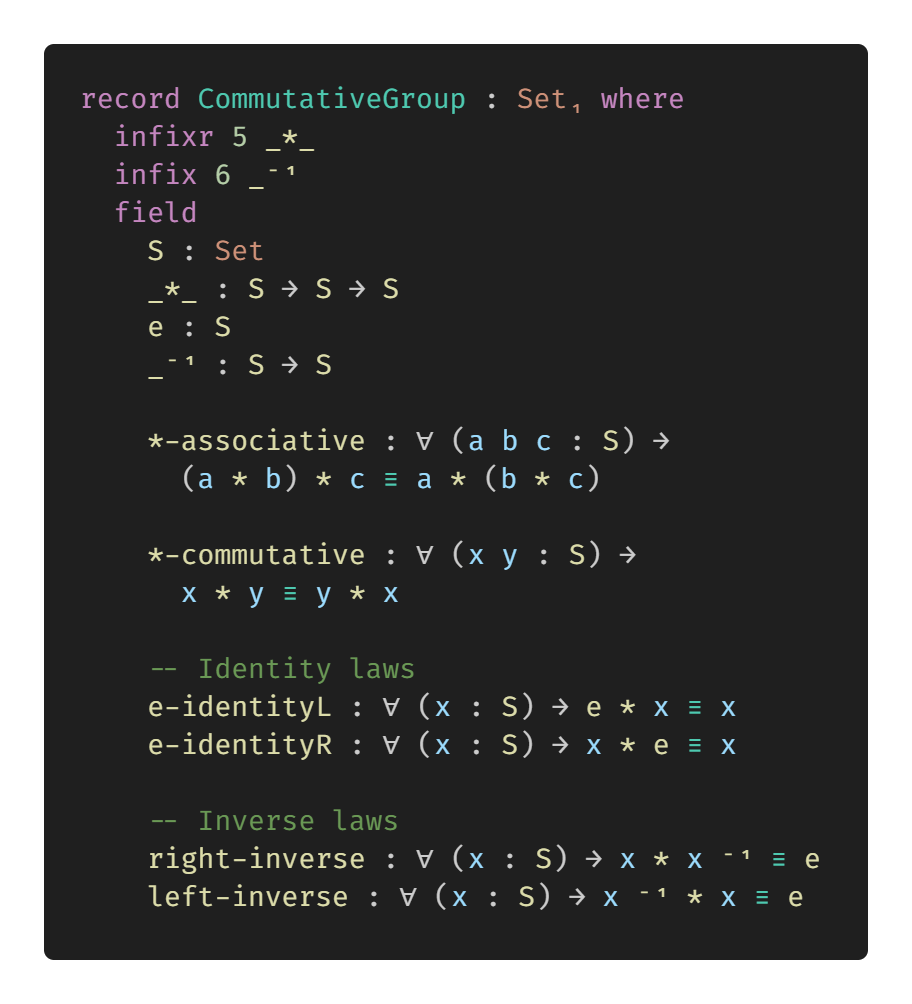 record CommutativeGroup : Set₁ where
  infixr 5 _*_
  infix 6 _⁻¹
  field
    S : Set
    _*_ : S → S → S
    e : S
    _⁻¹ : S → S

    *-associative : ∀ (a b c : S) →
      (a * b) * c ≡ a * (b * c)

    *-commutative : ∀ (x y : S) →
      x * y ≡ y * x

    -- Identity laws
    e-identityL : ∀ (x : S) → e * x ≡ x
    e-identityR : ∀ (x : S) → x * e ≡ x

    -- Inverse laws
    right-inverse : ∀ (x : S) → x * x ⁻¹ ≡ e
    left-inverse : ∀ (x : S) → x ⁻¹ * x ≡ e